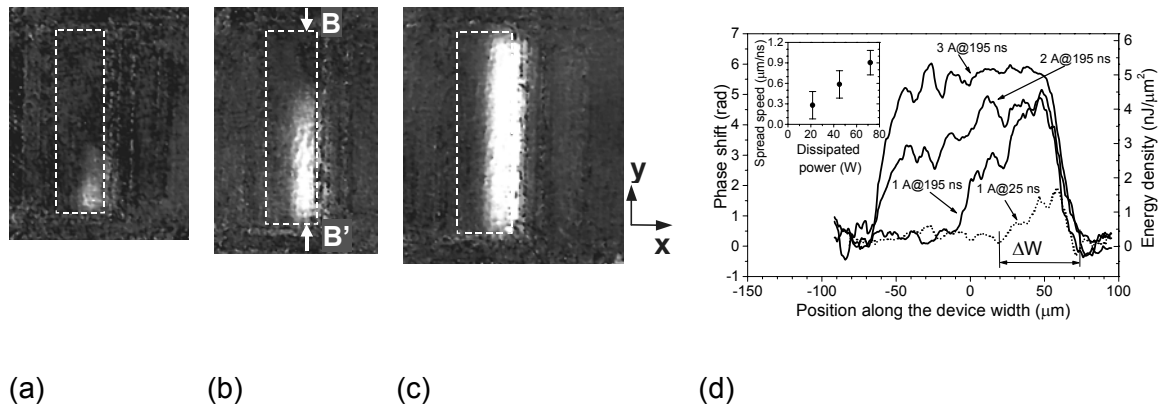 B
B'
y
x
7
6
5
4
3
2
1
0
-1
Phase shift (rad)
-150
-100
-50
0
50
100
Position along the device width (μm)
6
5
4
3
2
1
0
Energy density (nJ/μm²)
3 A@195 ns
2 A@195 ns
1 A@195 ns
1 A@25 ns
ΔW
1.2
0.9
0.6
0.3
0.0
Spread speed (μm/ns)
0 20 40 60 80
Dissipated
power (W)
(a) (b) (c) (d)